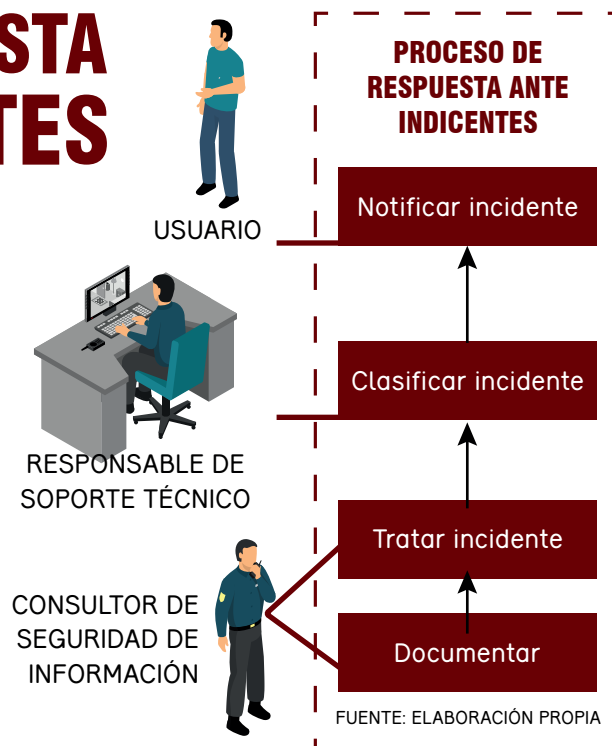 STA
TES
PROCESO DE
RESPUESTA ANTE
INDICENTES
USUARIO
Notificar incidente
Clasificar incidente
RESPONSABLE DE
SOPORTE TÉCNICO
Tratar incidente
CONSULTOR DE
SEGURIDAD DE
INFORMACIÓN
Documentar
FUENTE: ELABORACIÓN PROPIA